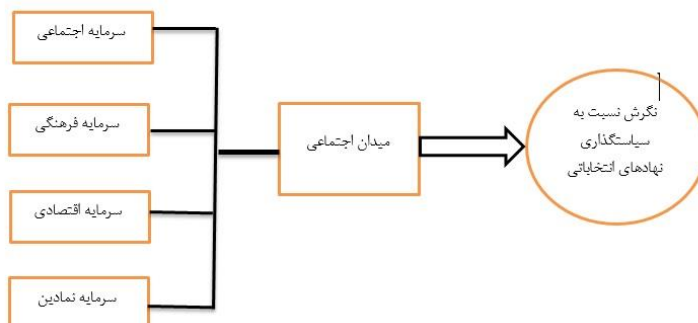 سرمایه اجتماعی
سرمایه فرهنگی
سرمایه اقتصادی
سرمایه نمادین
میدان اجتماعی
نگرش نسبت به
سیاستگذاری
نهادهای انتخاباتی